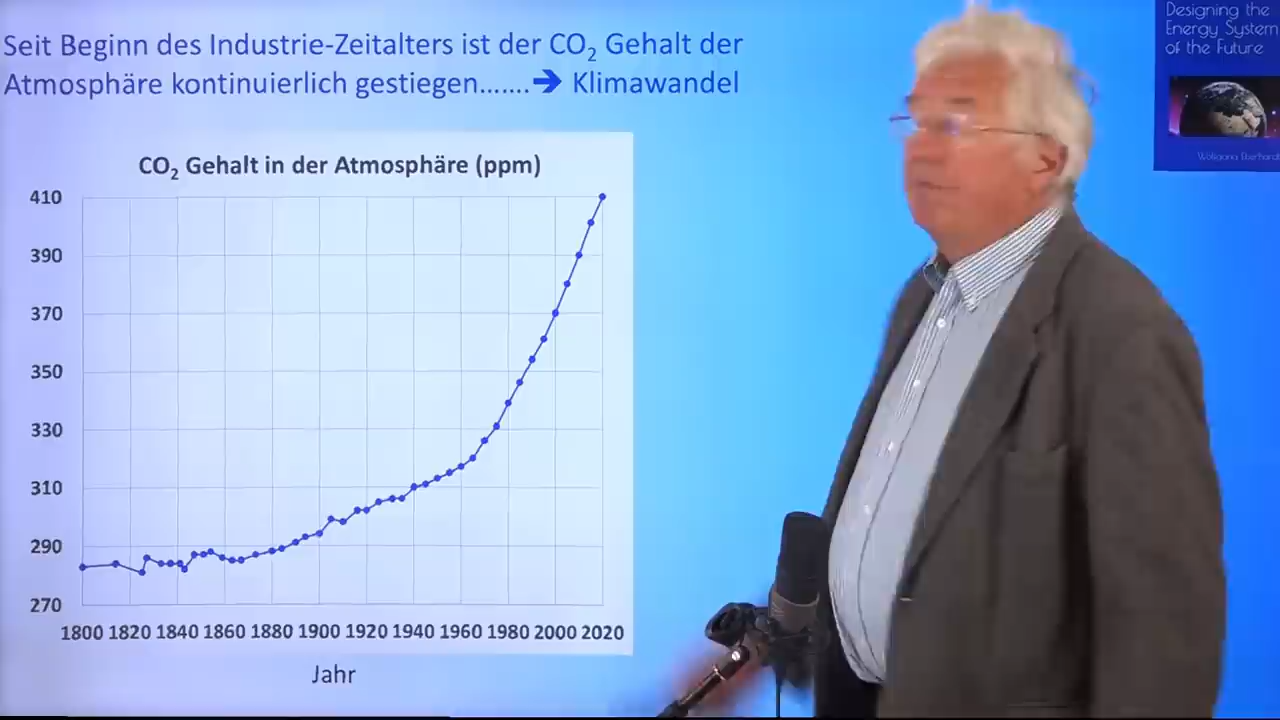 Seit Beginn des Industrie-Zeitalters ist der CO₂ Gehalt der
Atmosphäre kontinuierlich gestiegen.......➔ Klimawandel
CO₂ Gehalt in der Atmosphäre (ppm)
410
390
370
350
330
310
290
270
1800 1820 1840 1860 1880 1900 1920 1940 1960 1980 2000 2020
Jahr
Designing the
Energy System
of the Future
Wolfgang Eberhardt